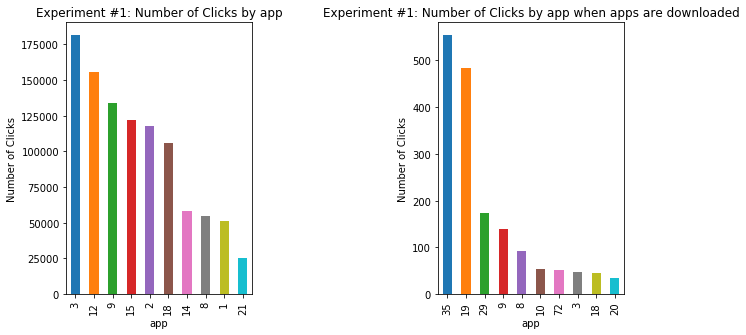 Experiment #1: Number of Clicks by app
Number of Clicks
175000
150000
125000
100000
75000
50000
25000
0
3 12 9 15 2 18 14 8 1 21
app
Experiment #1: Number of Clicks by app when apps are downloaded
Number of Clicks
500
400
300
200
100
0
35 19 29 9 8 10 72 3 18 20
app